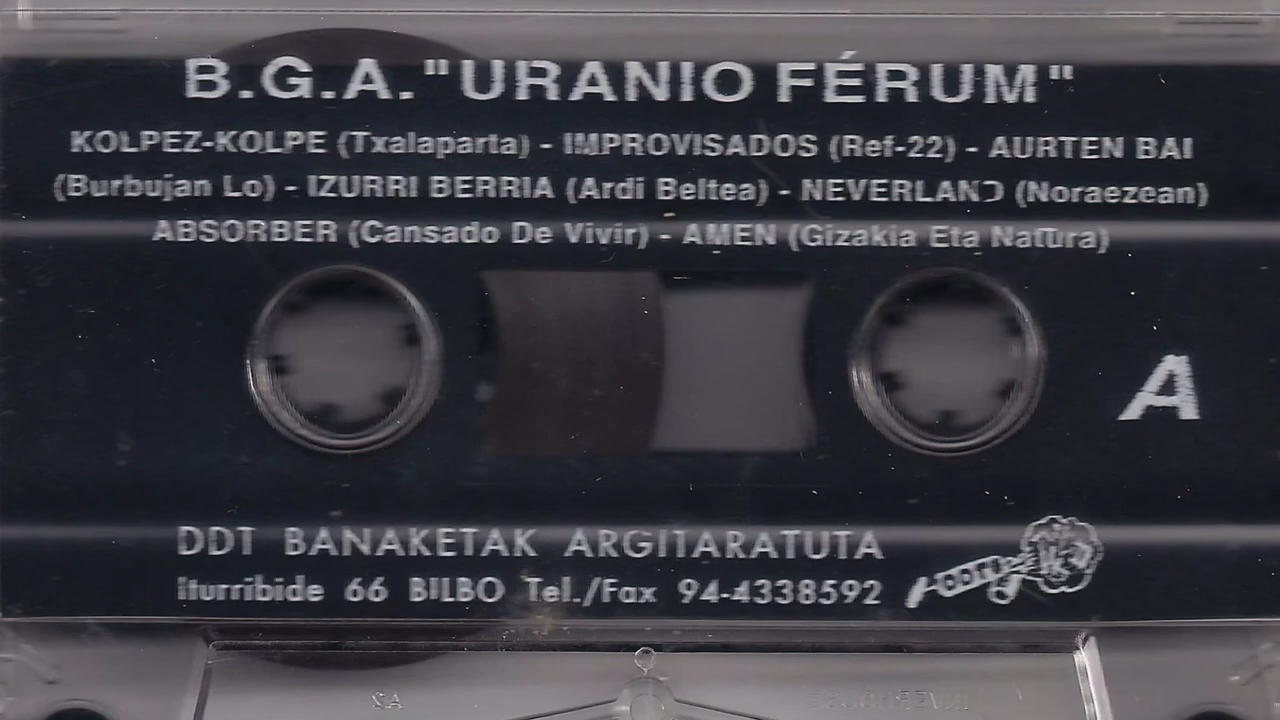 B.G.A. "URANIO FÉRUM"
KOLPEZ-KOLPE (Txalaparta) - IMPROVISADOS (Ref-22) - AURTEN BAI
(Burbujan Lo) - IZURRI BERRIA (Ardi Beltea) - NEVERLAND (Noraezean)
ABSORBER (Cansado De Vivir) - AMEN (Gizakia Eta Natura)
A
DDT BANAKETAK ARGITARATUTA
Iturribide 66 BILBO Tel./Fax 94-4338592